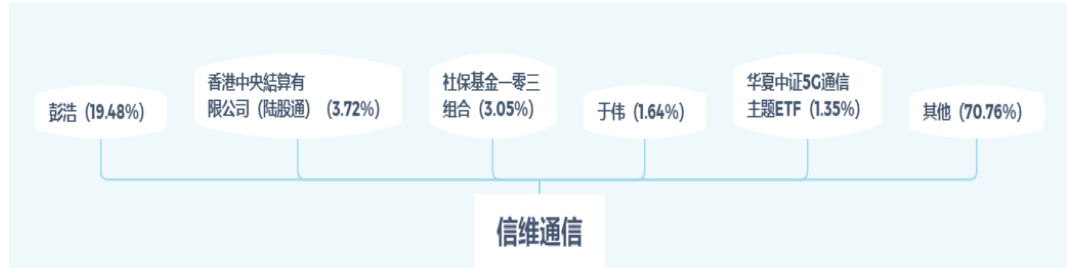 彭浩（19.48%）
香港中央結算有
限公司（陆股通）（3.72%）
社保基金一零三
组合（3.05%）
于伟（1.64%）
华夏中证5G通信
主题ETF（1.35%）
其他（70.76%）
信维通信